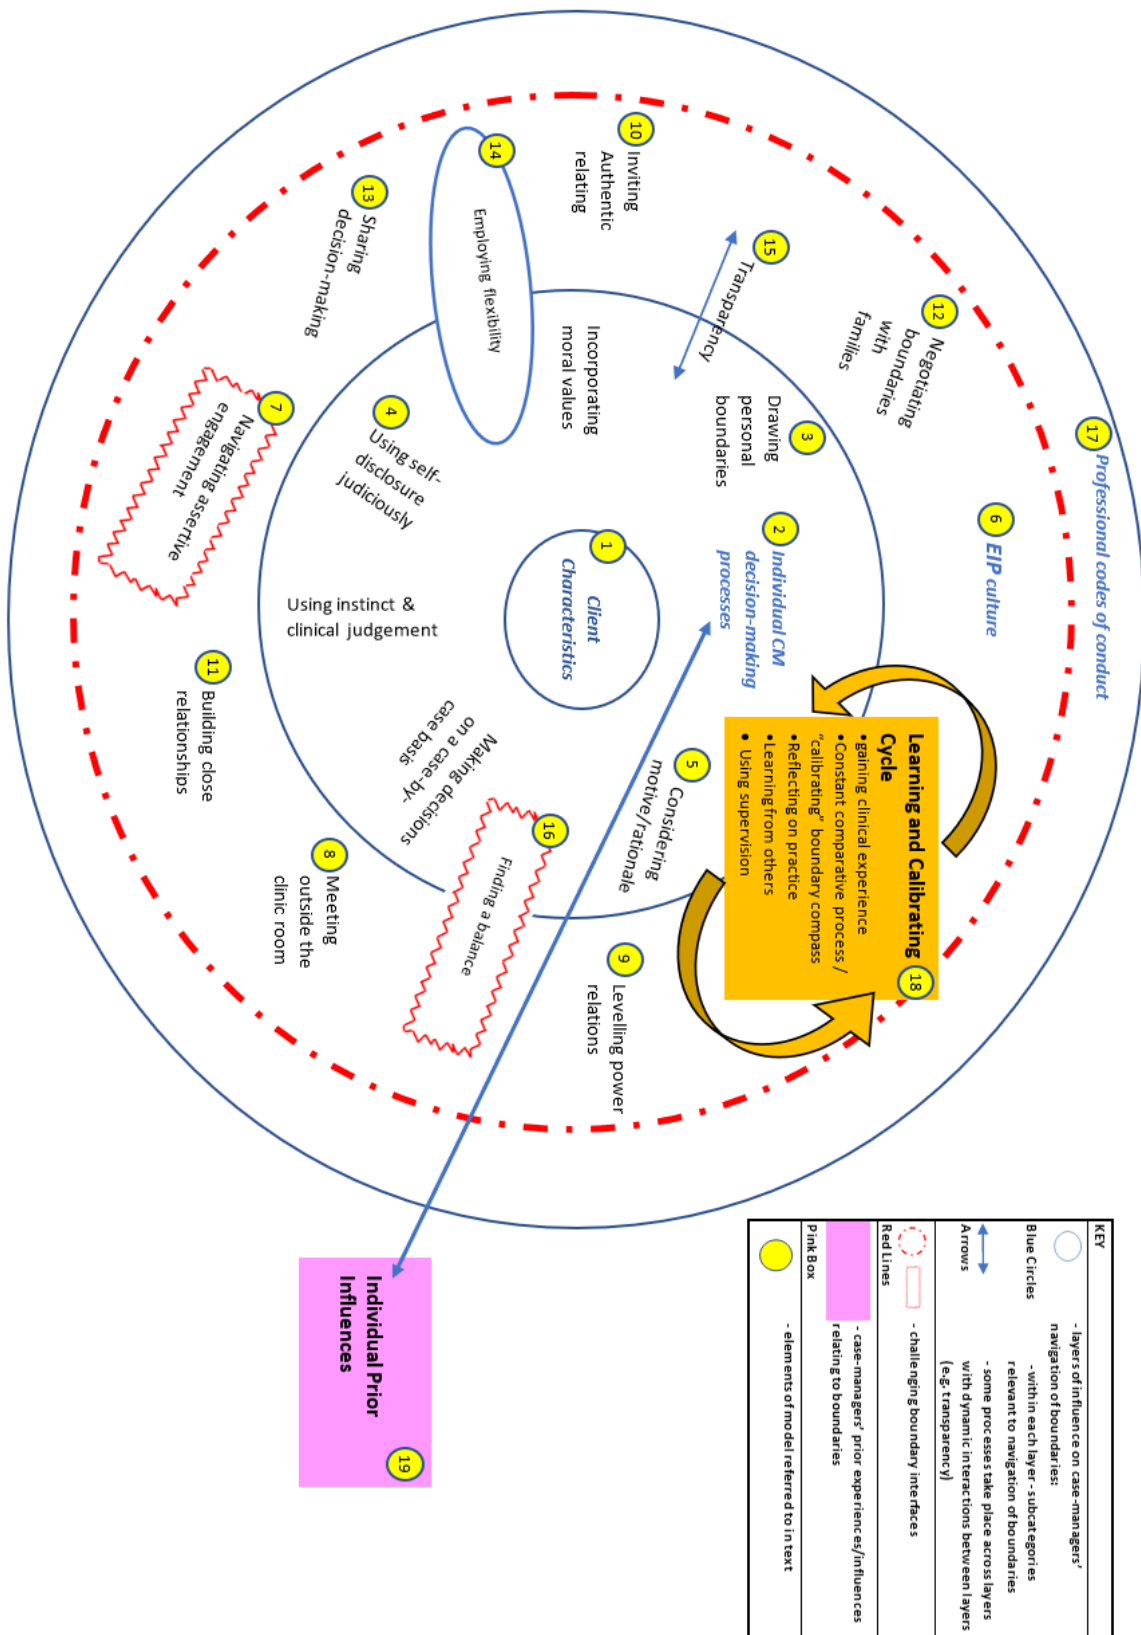 17
Professional codes of conduct
6
EIP culture
12
Negotiating
boundaries
with
families
15
Transparency
10
Inviting
Authentic
relating
14
Employing flexibility
13
Sharing
decision-making
7
Navigating assertive
engagement
11
Building close
relationships
8
Meeting
outside the
clinic room
9
Levelling power
relations
16
Finding a balance
2
Individual CM
decision-making
processes
3
Drawing
personal
boundaries
Incorporating
moral values
4
Using self-
disclosure
judiciously
Using instinct &
clinical judgement
Making decisions
on a case-by-
case basis
5
Considering
motive/rationale
1
Client
Characteristics
18
Learning and Calibrating
Cycle
•gaining clinical experience
•Constant comparative process /
"calibrating" boundary compass
•Reflecting on practice
•Learning from others
• Using supervision
19
Individual Prior
Influences
KEY
Blue Circles
- layers of influence on case-managers'
navigation of boundaries:
- within each layer - subcategories
relevant to navigation of boundaries
Arrows
- some processes take place across layers
with dynamic interactions between layers
(e.g. transparency)
Red Lines
- challenging boundary interfaces
Pink Box
- case-managers' prior experiences/influences
relating to boundaries
- elements of model referred to in text